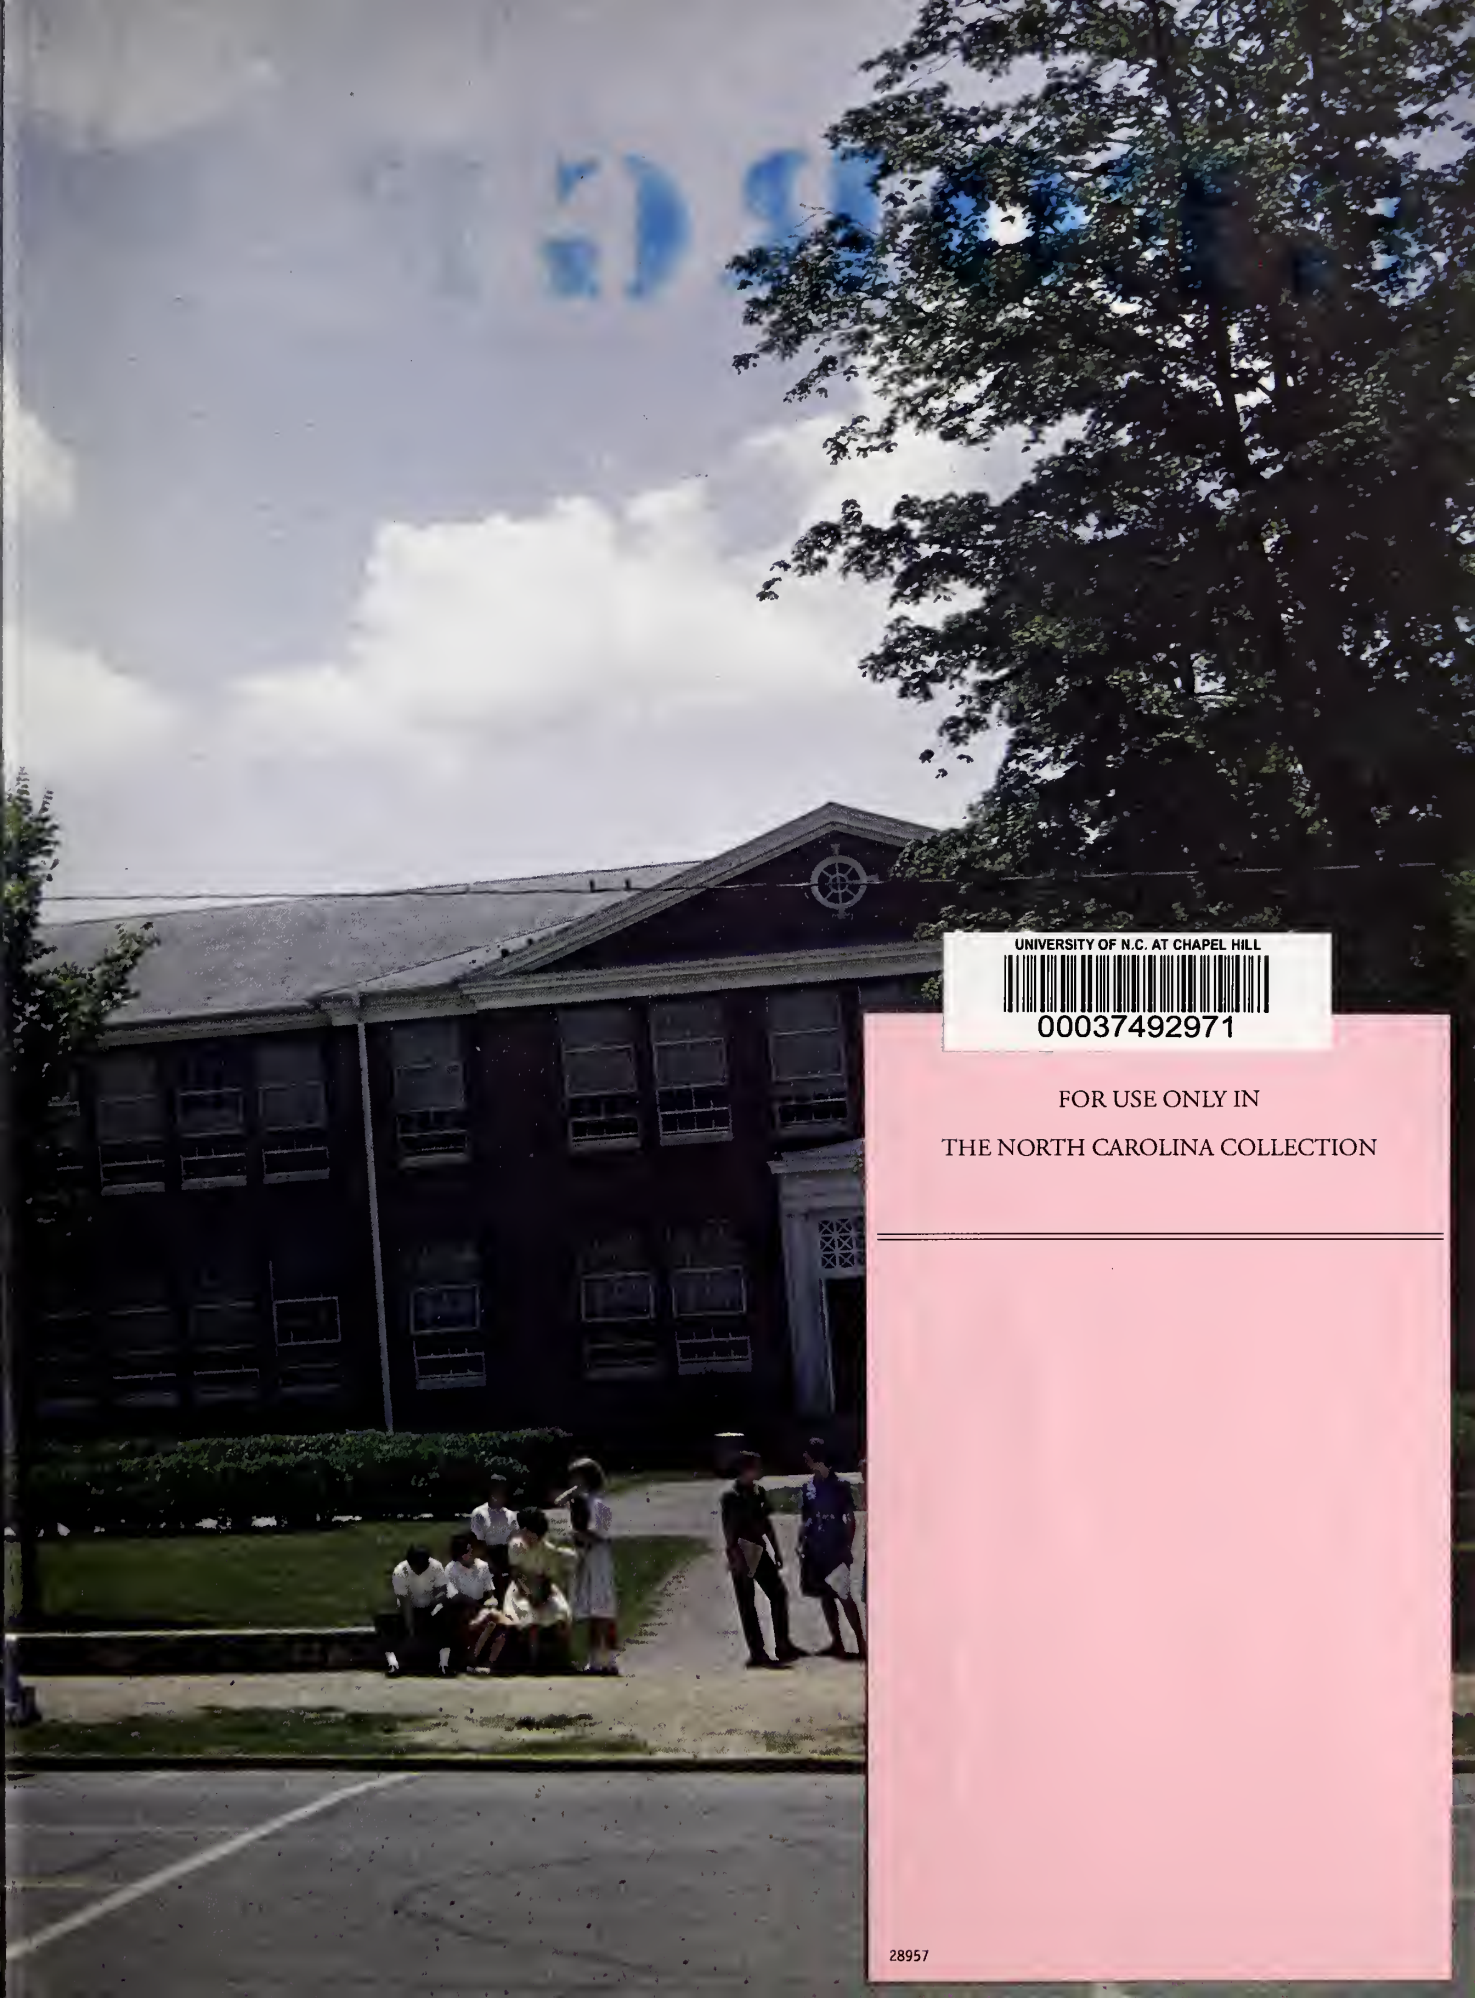 UNIVERSITY OF N.C. AT CHAPEL HILL
00037492971
FOR USE ONLY IN
THE NORTH CAROLINA COLLECTION
28957